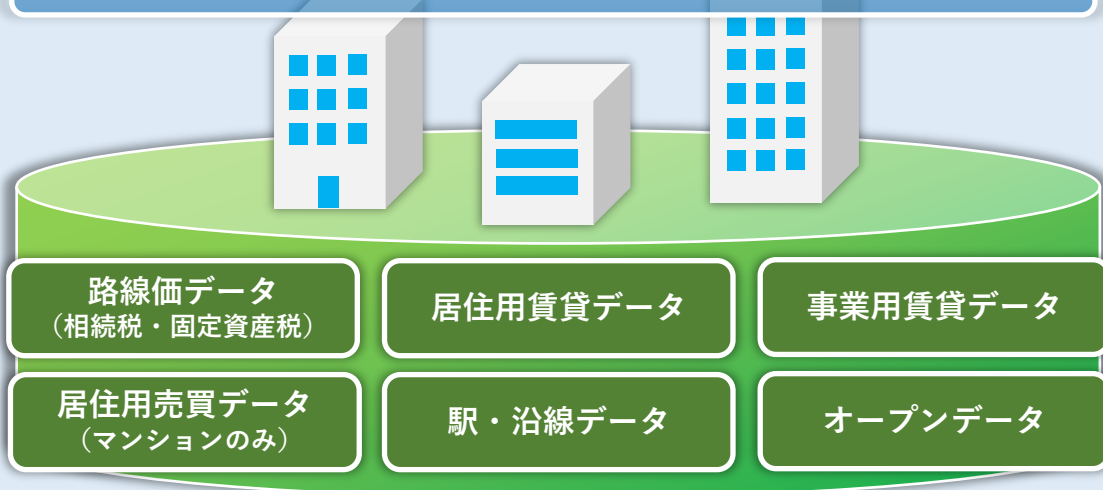 路線価データ
（相続税・固定資産税）
居住用賃貸データ
事業用賃貸データ
居住用売買データ
（マンションのみ）
駅・沿線データ
オープンデータ